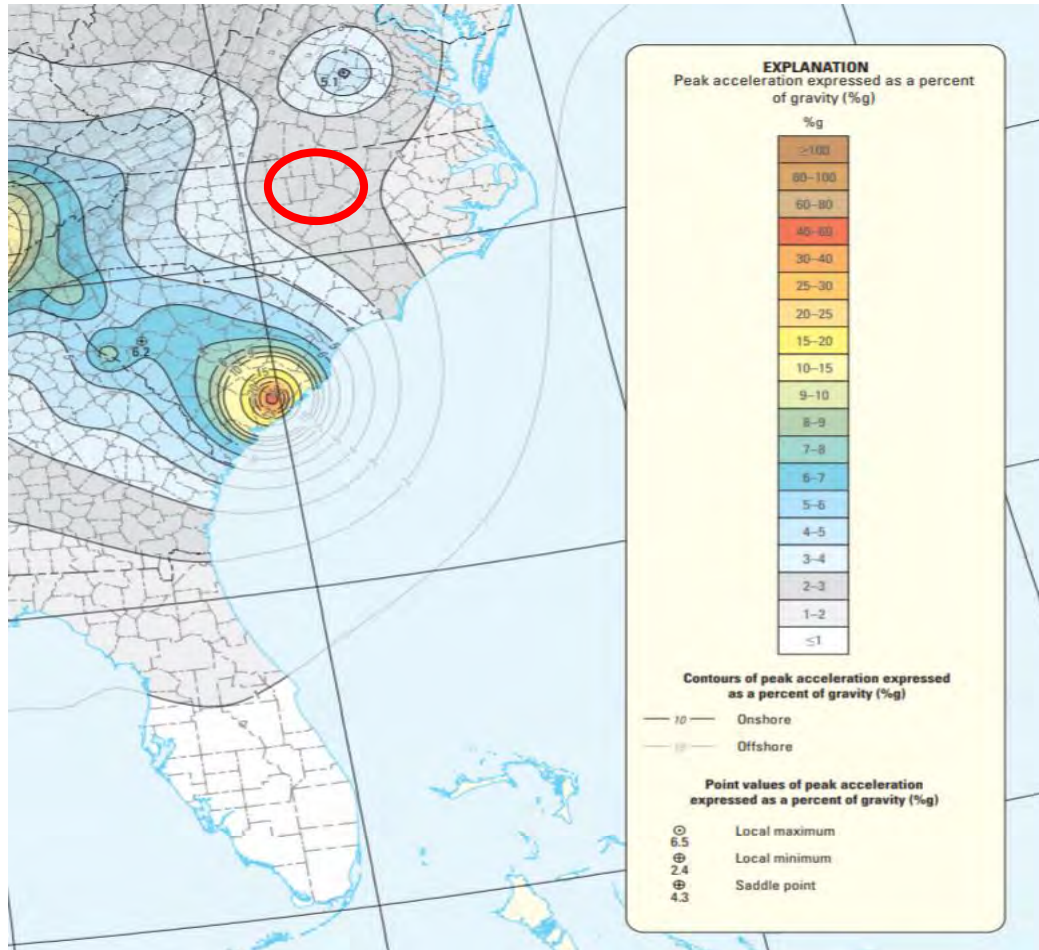 5.1
6.2
10
15
EXPLANATION
Peak acceleration expressed as a percent
of gravity (%g)
%g
≥100
80–100
60–80
40–60
30–40
25–30
20–25
15–20
10–15
9–10
8–9
7–8
6–7
5–6
4–5
3–4
2–3
1–2
≤1
Contours of peak acceleration expressed
as a percent of gravity (%g)
10 Onshore
Offshore
Point values of peak acceleration
expressed as a percent of gravity (%g)
Local maximum
6.5
Local minimum
2.4
Saddle point
4.3